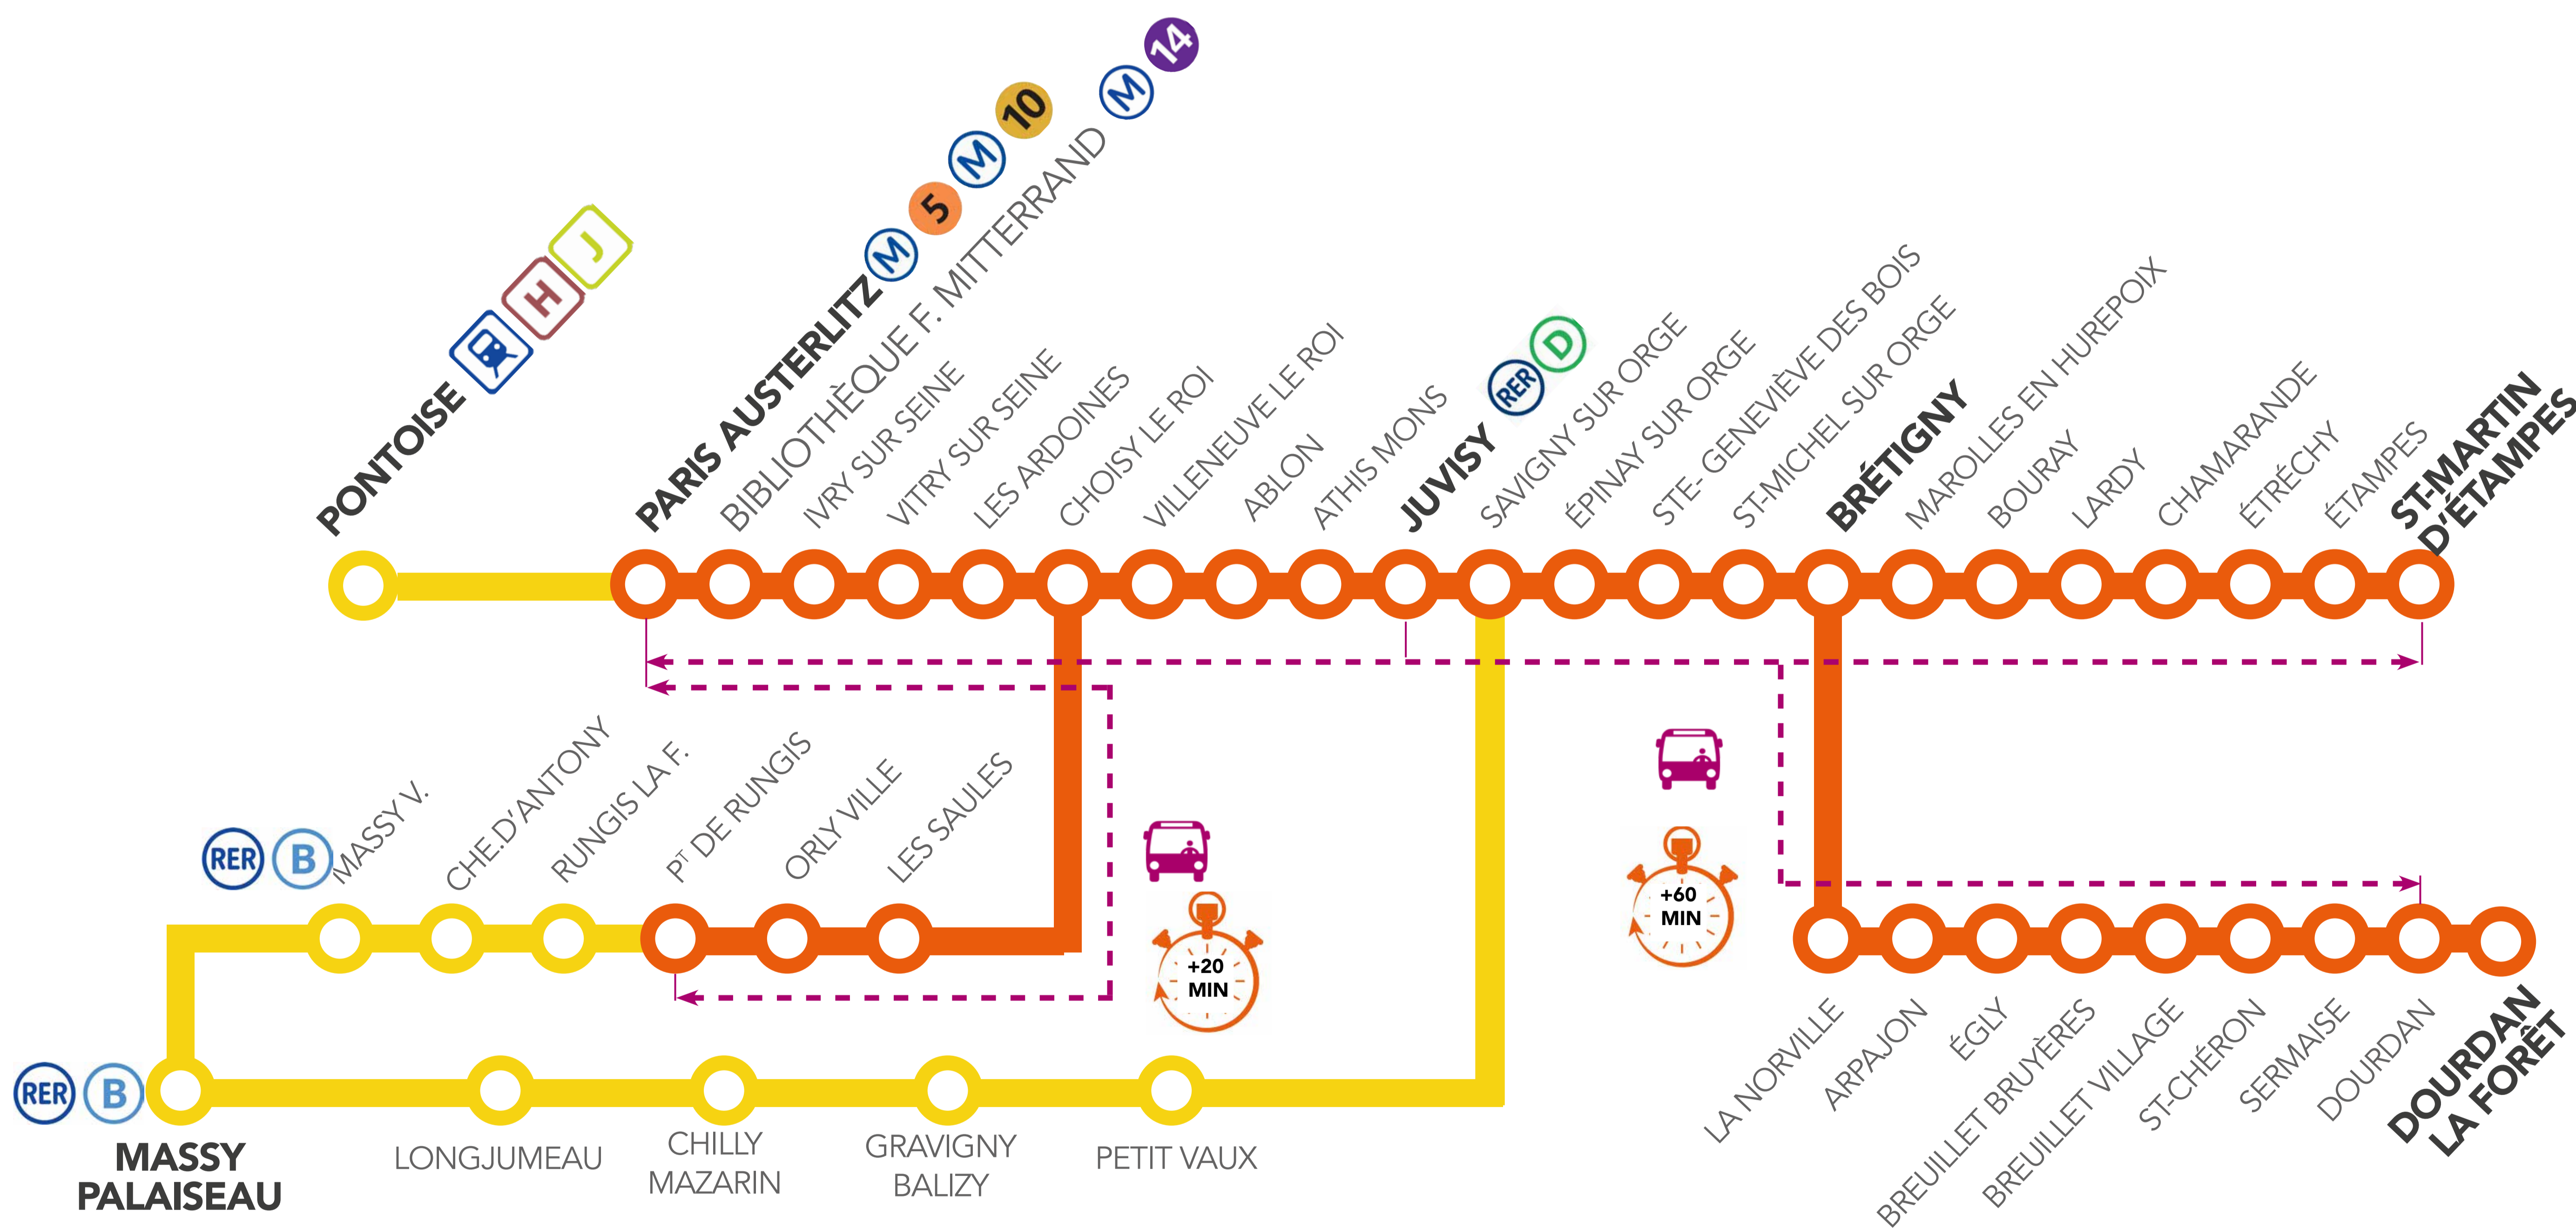 PONTOISE
H
J
PARIS AUSTERLITZ
M
5
M
10
BIBLIOTHÈQUE F. MITTERRAND
M
14
IVRY SUR SEINE
VITRY SUR SEINE
LES ARDOINES
CHOISY LE ROI
VILLENEUVE LE ROI
ABLON
ATHIS MONS
JUVISY
RER
D
SAVIGNY SUR ORGE
ÉPINAY SUR ORGE
STE- GENEVIÈVE DES BOIS
ST-MICHEL SUR ORGE
BRÉTIGNY
MAROLLES EN HUREPOIX
BOURAY
LARDY
CHAMARANDE
ÉTRÉCHY
ÉTAMPES
ST-MARTIN
D'ÉTAMPES
RER
B
MASSY V.
CHE.D'ANTONY
RUNGIS LA F.
PT DE RUNGIS
ORLY VILLE
LES SAULES
+20
MIN
+60
MIN
LA NORVILLE
ARPAJON
ÉGLY
BREUILLET BRUYÈRES
BREUILLET VILLAGE
ST-CHÉRON
SERMAISE
DOURDAN
DOURDAN
LA FORÊT
RER
B
MASSY
PALAISEAU
LONGJUMEAU
CHILLY
MAZARIN
GRAVIGNY
BALIZY
PETIT VAUX